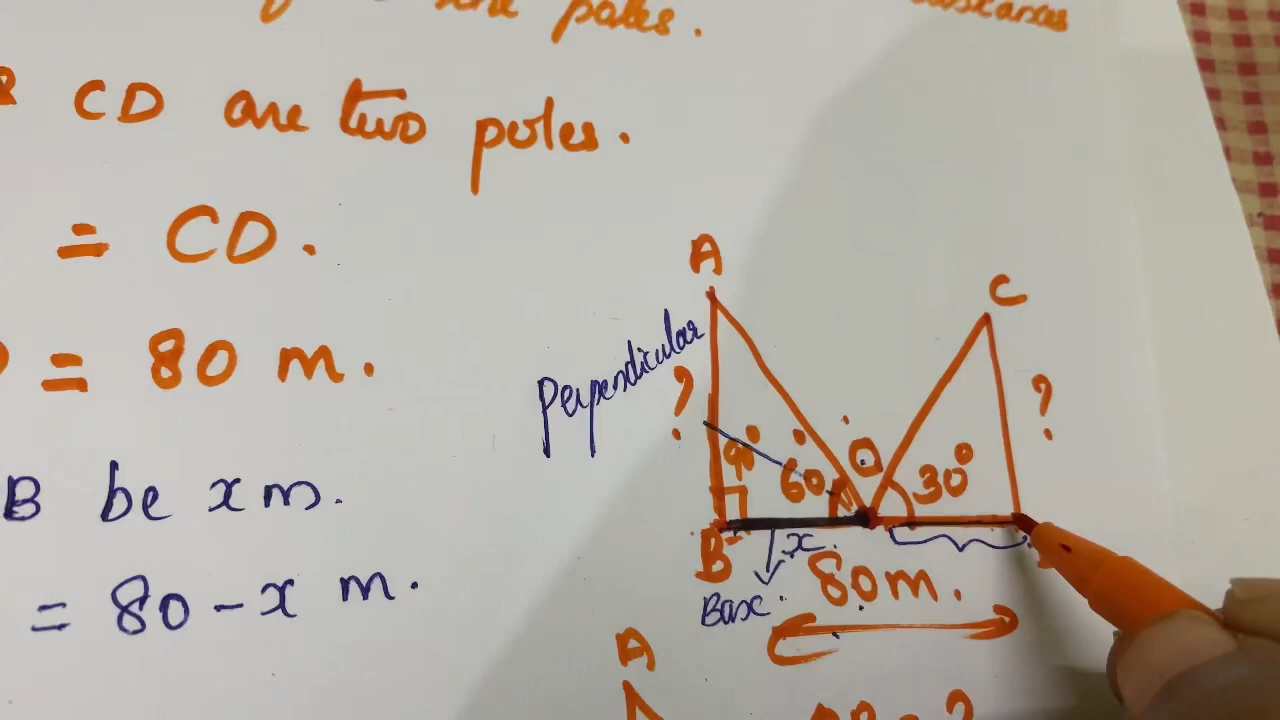 poles.
CD are two poles.
= CD.
= 80 m.
B be x m.
= 80 - x m.
A
C
Perpendicular
?
?
90°
60°
O
30°
B
x
80m.
Base.
A